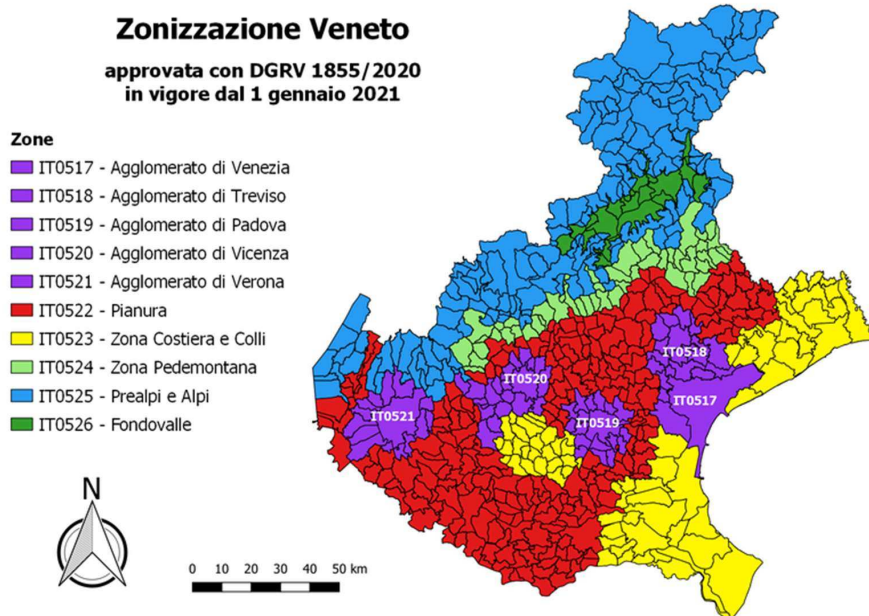 Zonizzazione Veneto
approvata con DGRV 1855/2020
in vigore dal 1 gennaio 2021
Zone
IT0517 - Agglomerato di Venezia
IT0518 - Agglomerato di Treviso
IT0519 - Agglomerato di Padova
IT0520 - Agglomerato di Vicenza
IT0521 - Agglomerato di Verona
IT0522 - Pianura
IT0523 - Zona Costiera e Colli
IT0524 - Zona Pedemontana
IT0525 - Prealpi e Alpi
IT0526 - Fondovalle
IT0518
IT0520
IT0517
IT0521
IT0519
N
0 10 20 30 40 50 km